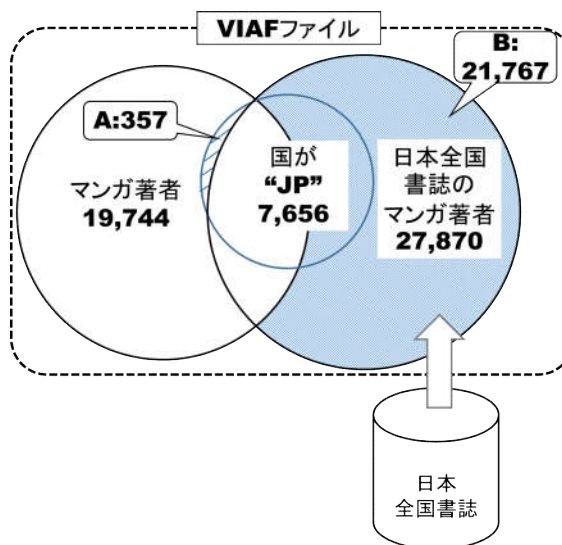 VIAFファイル
B:
21,767
A:357
国が
“JP”
7,656
マンガ著者
19,744
日本全国
書誌の
マンガ著者
27,870
日本
全国書誌